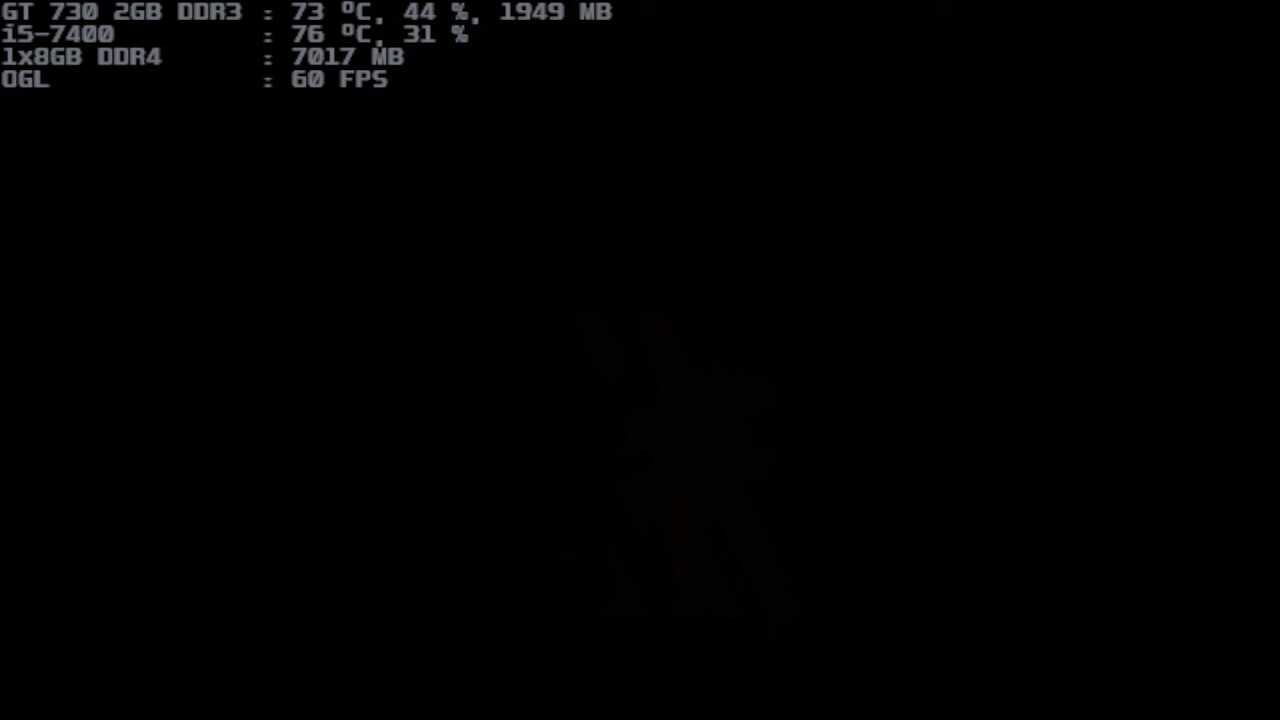 GT 730 2GB DDR3 : 73 ºC, 44 %, 1949 MB
i5-7400 : 76 ºC, 31 %
1x8GB DDR4 : 7017 MB
OGL : 60 FPS